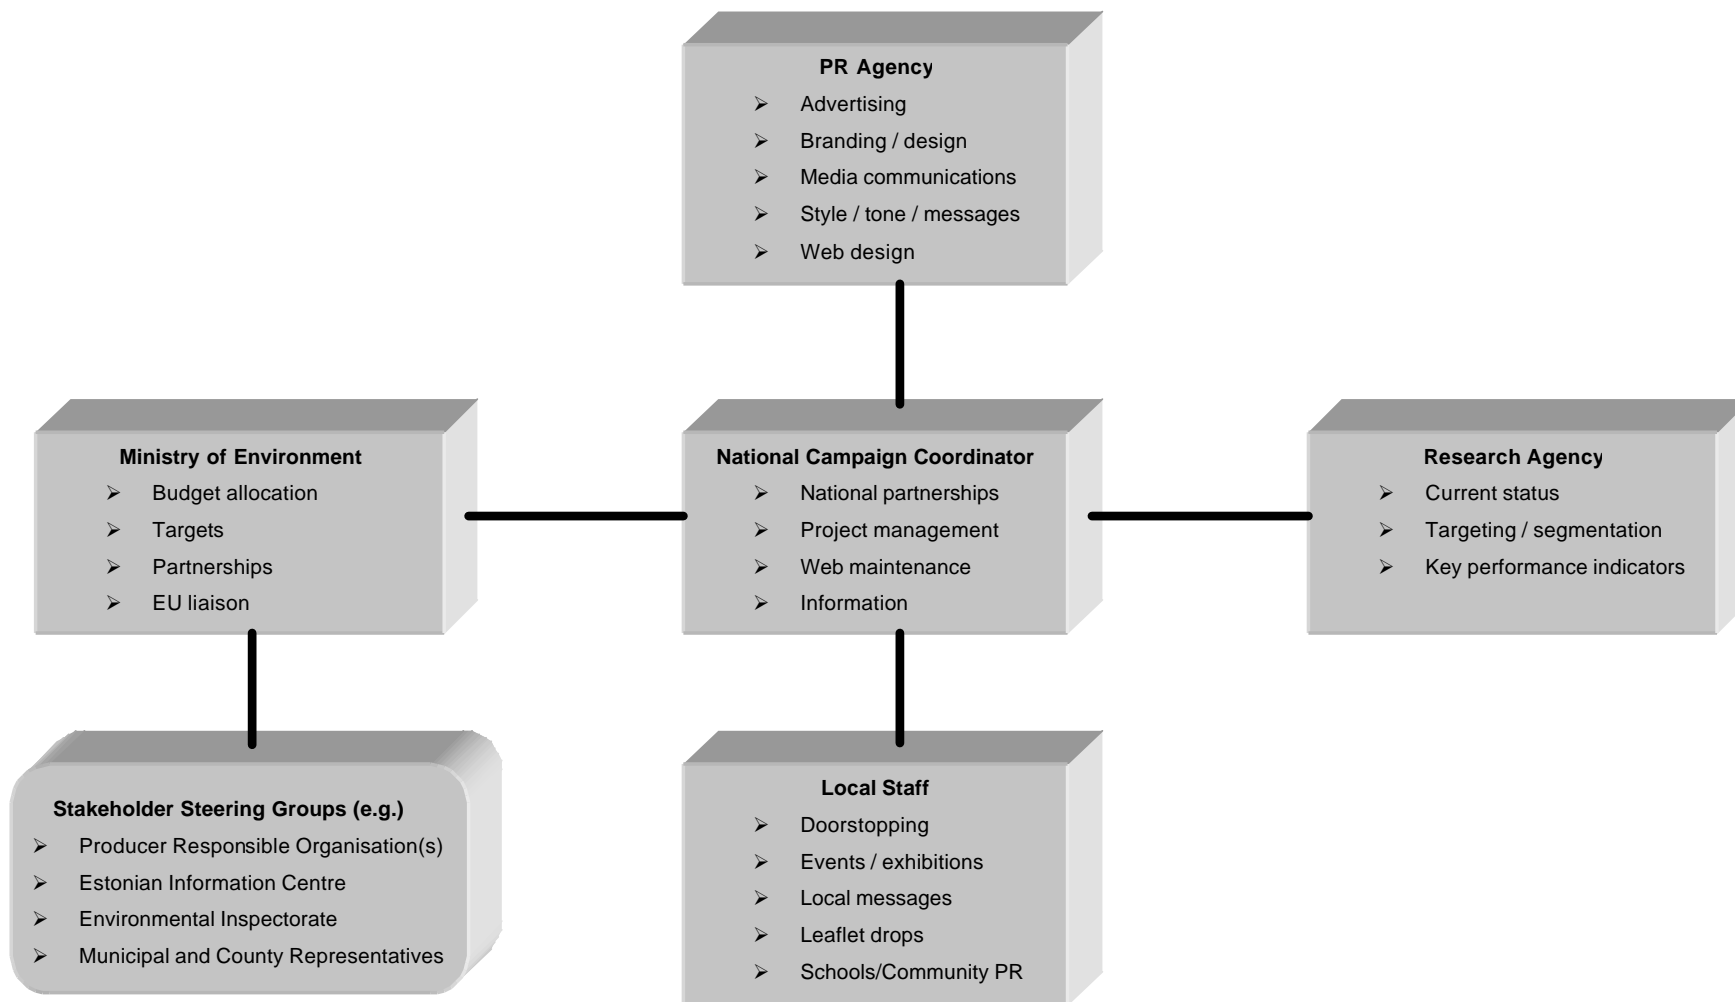 PR Agency
➢ Advertising
➢ Branding / design
➢ Media communications
➢ Style / tone / messages
➢ Web design
Ministry of Environment
➢ Budget allocation
➢ Targets
➢ Partnerships
➢ EU liaison
National Campaign Coordinator
➢ National partnerships
➢ Project management
➢ Web maintenance
➢ Information
Research Agency
➢ Current status
➢ Targeting / segmentation
➢ Key performance indicators
Stakeholder Steering Groups (e.g.)
➢ Producer Responsible Organisation(s)
➢ Estonian Information Centre
➢ Environmental Inspectorate
➢ Municipal and County Representatives
Local Staff
➢ Doorstopping
➢ Events / exhibitions
➢ Local messages
➢ Leaflet drops
➢ Schools/Community PR